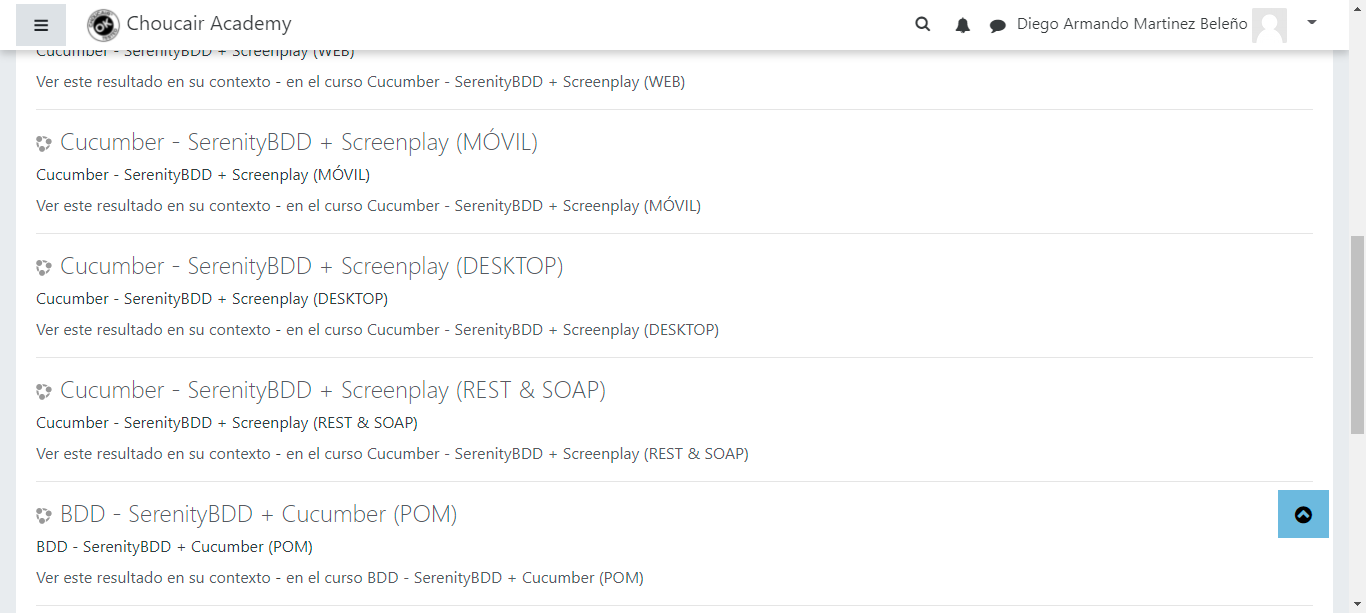 Choucair Academy
Diego Armando Martinez Beleño
Cucumber - SerenityBDD + Screenplay (WEB)
Ver este resultado en su contexto - en el curso Cucumber - SerenityBDD + Screenplay (WEB)
Cucumber - SerenityBDD + Screenplay (MÓVIL)
Cucumber - SerenityBDD + Screenplay (MÓVIL)
Ver este resultado en su contexto - en el curso Cucumber - SerenityBDD + Screenplay (MÓVIL)
Cucumber - SerenityBDD + Screenplay (DESKTOP)
Cucumber - SerenityBDD + Screenplay (DESKTOP)
Ver este resultado en su contexto - en el curso Cucumber - SerenityBDD + Screenplay (DESKTOP)
Cucumber - SerenityBDD + Screenplay (REST & SOAP)
Cucumber - SerenityBDD + Screenplay (REST & SOAP)
Ver este resultado en su contexto - en el curso Cucumber - SerenityBDD + Screenplay (REST & SOAP)
BDD - SerenityBDD + Cucumber (POM)
BDD - SerenityBDD + Cucumber (POM)
Ver este resultado en su contexto - en el curso BDD - SerenityBDD + Cucumber (POM)